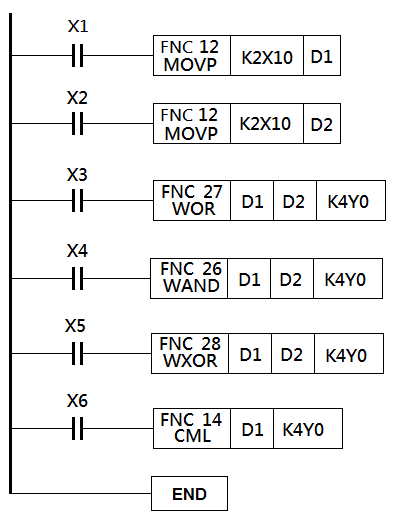 X1
FNC 12
MOVP K2X10 D1
X2
FNC 12
MOVP K2X10 D2
X3
FNC 27
WOR D1 D2 K4Y0
X4
FNC 26
WAND D1 D2 K4Y0
X5
FNC 28
WXOR D1 D2 K4Y0
X6
FNC 14
CML D1 K4Y0
END